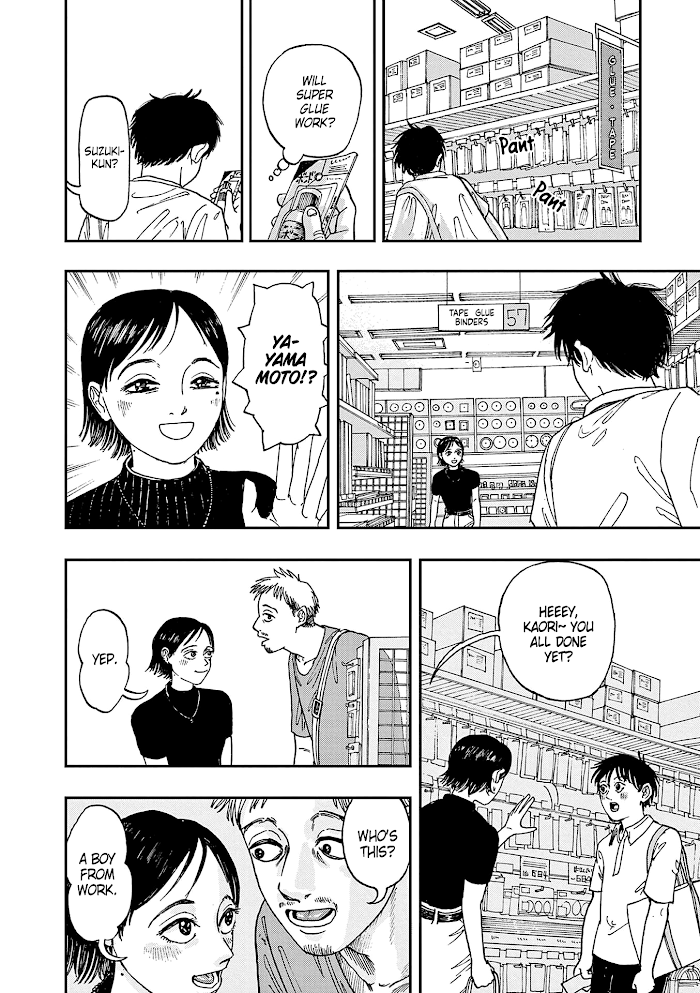 GLUE・TAPE
Pant
Pant
WILL
SUPER
GLUE
WORK?
SUZUKI-
KUN?
TAPE GLUE
BINDERS
57
YA-
YAMA
MOTO!?
HEEEY,
KAORI~ YOU
ALL DONE
YET?
YEP.
WHO'S
THIS?
A BOY
FROM
WORK.